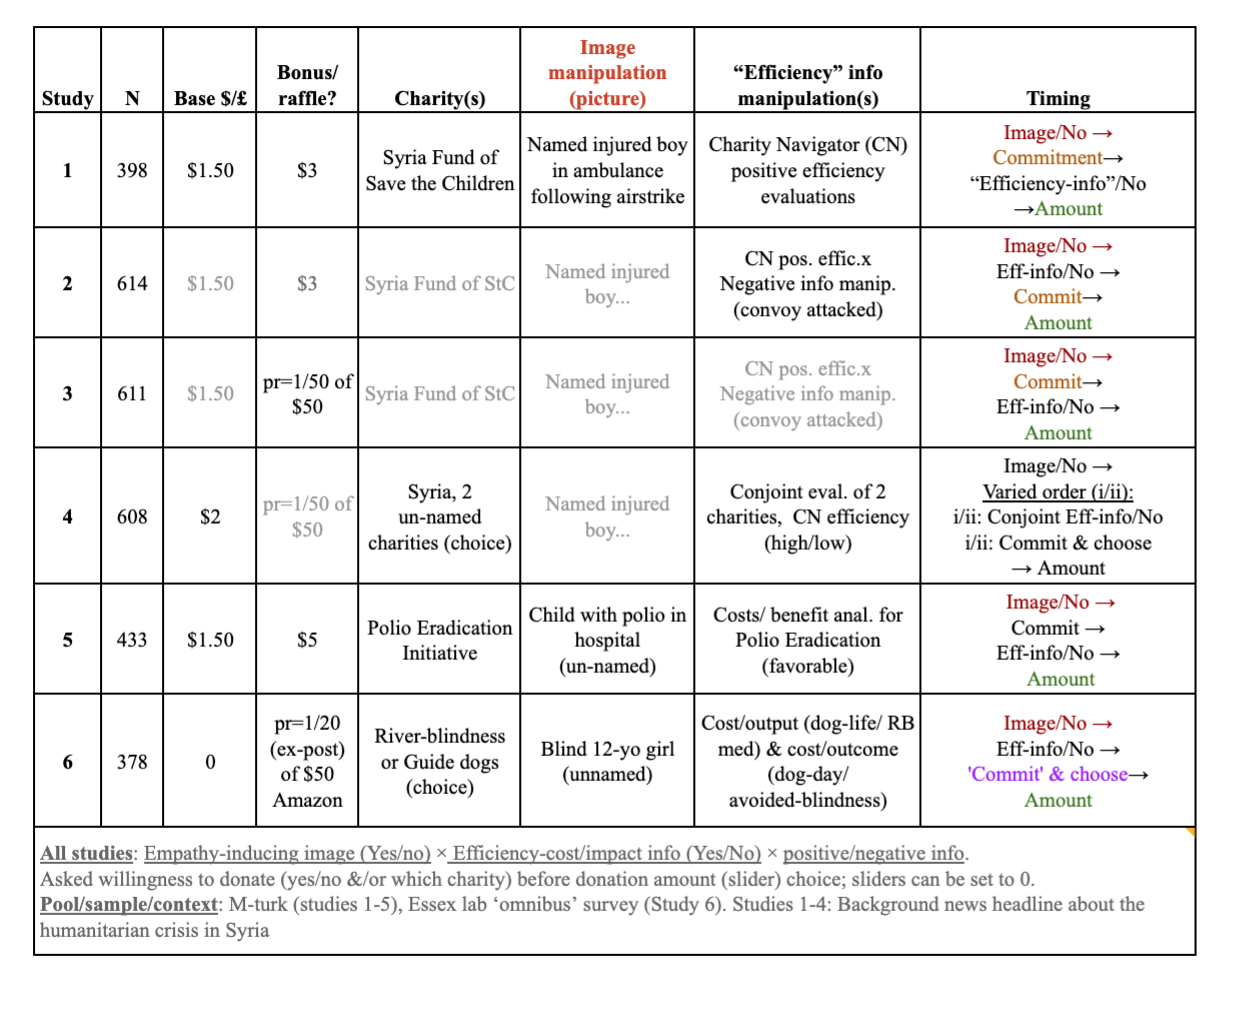 Study
N
Base $/£
Bonus/
raffle?
Charity(s)
Image
manipulation
(picture)
“Efficiency” info
manipulation(s)
Timing
1
398
$1.50
$3
Syria Fund of
Save the Children
Named injured boy
in ambulance
following airstrike
Charity Navigator (CN)
positive efficiency
evaluations
Image/No →
Commitment→
“Efficiency-info”/No
→Amount
2
614
$1.50
$3
Syria Fund of StC
Named injured
boy...
CN pos. effic.x
Negative info manip.
(convoy attacked)
Image/No →
Eff-info/No →
Commit→
Amount
3
611
$1.50
pr=1/50 of
$50
Syria Fund of StC
Named injured
boy...
CN pos. effic.x
Negative info manip.
(convoy attacked)
Image/No →
Commit→
Eff-info/No →
Amount
4
608
$2
pr=1/50 of
$50
Syria, 2
un-named
charities (choice)
Named injured
boy...
Conjoint eval. of 2
charities, CN efficiency
(high/low)
Image/No →
Varied order (i/ii):
i/ii: Conjoint Eff-info/No
i/ii: Commit & choose
→ Amount
5
433
$1.50
$5
Polio Eradication
Initiative
Child with polio in
hospital
(un-named)
Costs/ benefit anal. for
Polio Eradication
(favorable)
Image/No →
Commit →
Eff-info/No →
Amount
6
378
0
pr=1/20
(ex-post)
of $50
Amazon
River-blindness
or Guide dogs
(choice)
Blind 12-yo girl
(unnamed)
Cost/output (dog-life/ RB
med) & cost/outcome
(dog-day/
avoided-blindness)
Image/No →
Eff-info/No →
'Commit' & choose→
Amount
All studies: Empathy-inducing image (Yes/no) × Efficiency-cost/impact info (Yes/No) × positive/negative info.
Asked willingness to donate (yes/no &/or which charity) before donation amount (slider) choice; sliders can be set to 0.
Pool/sample/context: M-turk (studies 1-5), Essex lab ‘omnibus’ survey (Study 6). Studies 1-4: Background news headline about the
humanitarian crisis in Syria